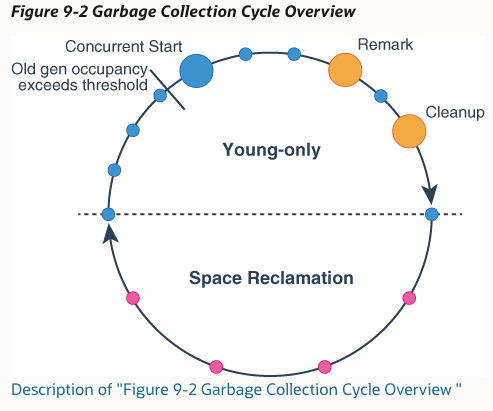 Figure 9-2 Garbage Collection Cycle Overview
Concurrent Start
Remark
Old gen occupancy
exceeds threshold
Cleanup
Young-only
Space Reclamation
Description of "Figure 9-2 Garbage Collection Cycle Overview "